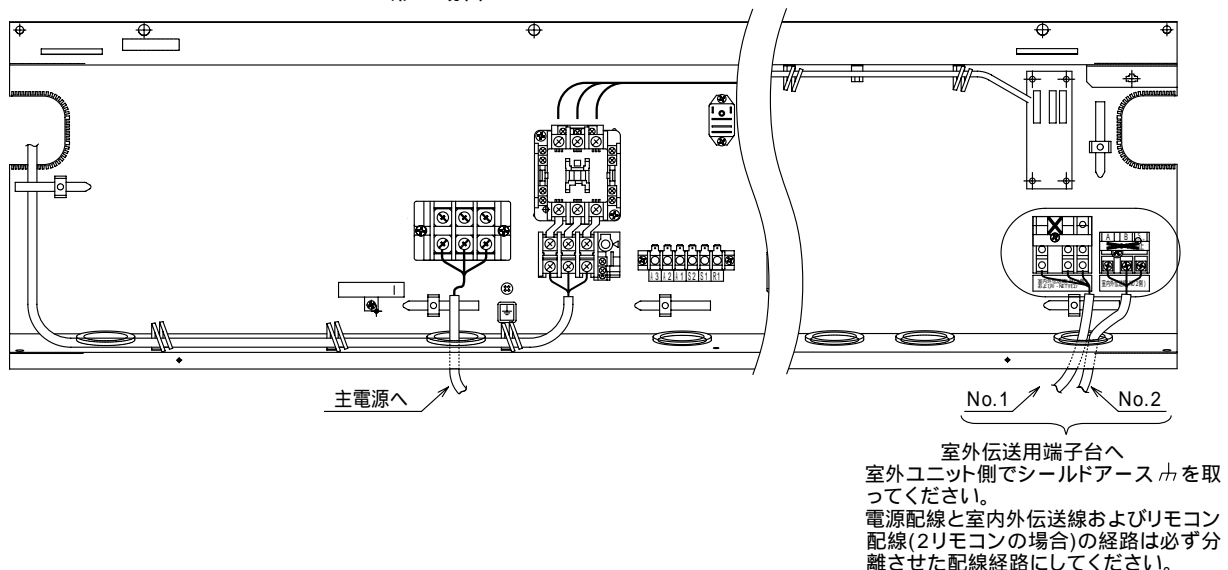 A3 A2 A1 S2 S1 R1
A B
主電源へ
No.1
No.2
室外伝送用端子台へ
室外ユニット側でシールドアース を取
ってください。
電源配線と室内外伝送線およびリモコン
配線(2リモコンの場合)の経路は必ず分
離させた配線経路にしてください。